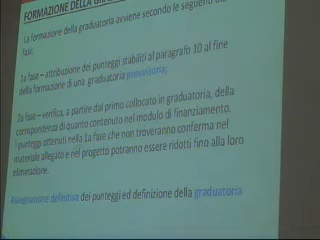 FORMAZIONE DELLA
La formazione della graduatoria avviene secondo le seguenti
fasi.
1a fase – attribuzione dei punteggi stabiliti al paragrafo 10 al fine
della formazione di una graduatoria provvisoria;
2a fase – verifica, a partire dal primo collocato in graduatoria, della
corrispondenza di quanto contenuto nel modulo di finanziamento.
I punteggi ottenuti nella 1a fase che non troveranno conferma nel
materiale allegato e nel progetto potranno essere ridotti fino alla loro
eliminazione.
Assegnazione definitiva dei punteggi ed definizione della graduatoria